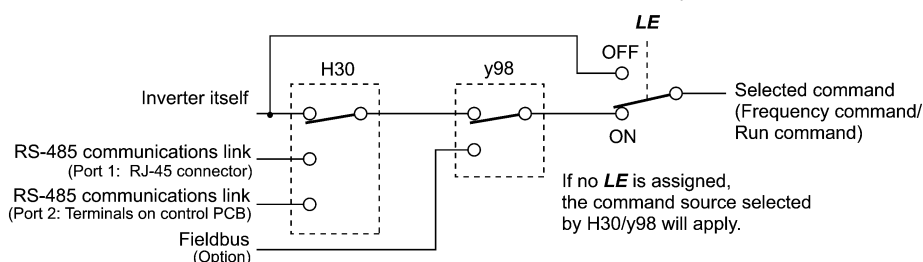 LE
OFF
H30
y98
Inverter itself
Selected command
(Frequency command/
Run command)
ON
RS-485 communications link
(Port 1: RJ-45 connector)
RS-485 communications link
(Port 2: Terminals on control PCB)
If no LE is assigned,
the command source selected
by H30/y98 will apply.
Fieldbus
(Option)